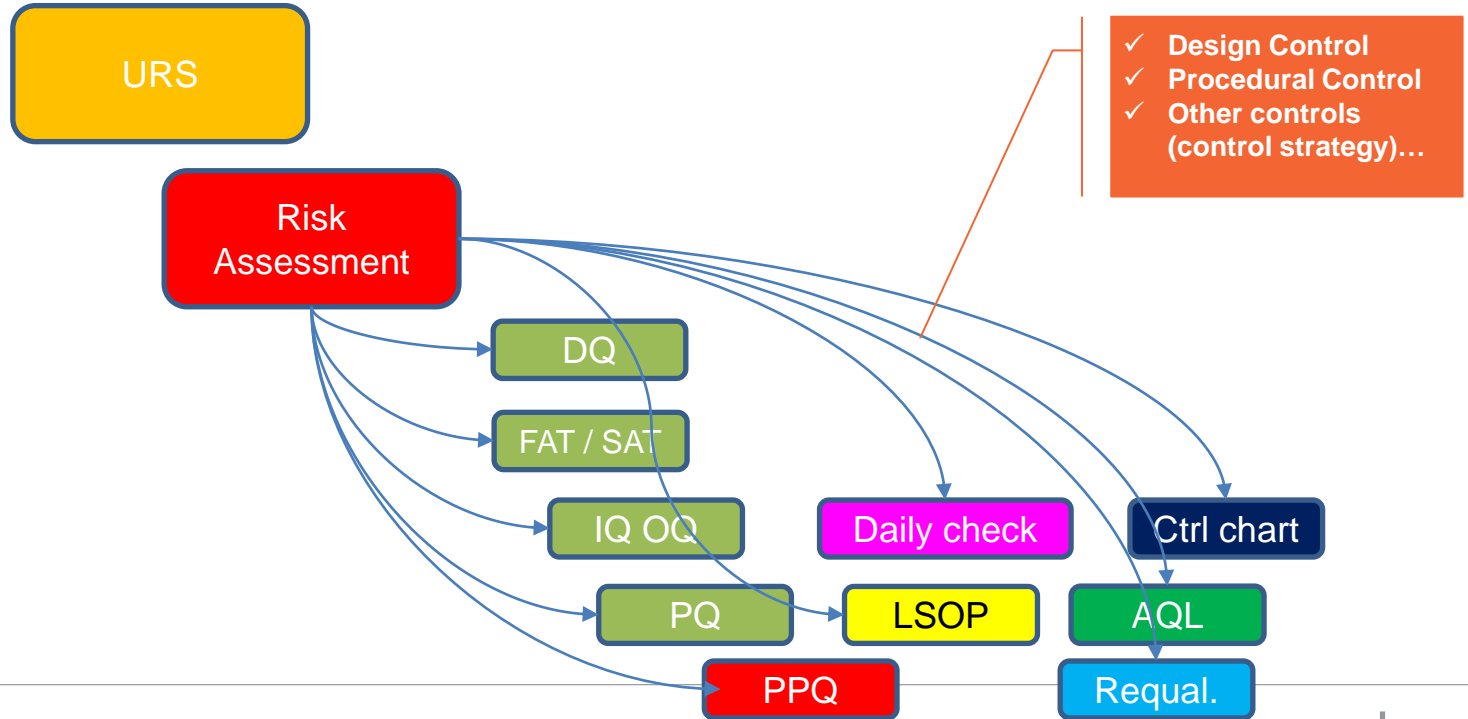 URS
✓ Design Control
✓ Procedural Control
✓ Other controls
(control strategy)…
Risk
Assessment
DQ
FAT / SAT
IQ OQ
Daily check
Ctrl chart
PQ
LSOP
AQL
PPQ
Requal.